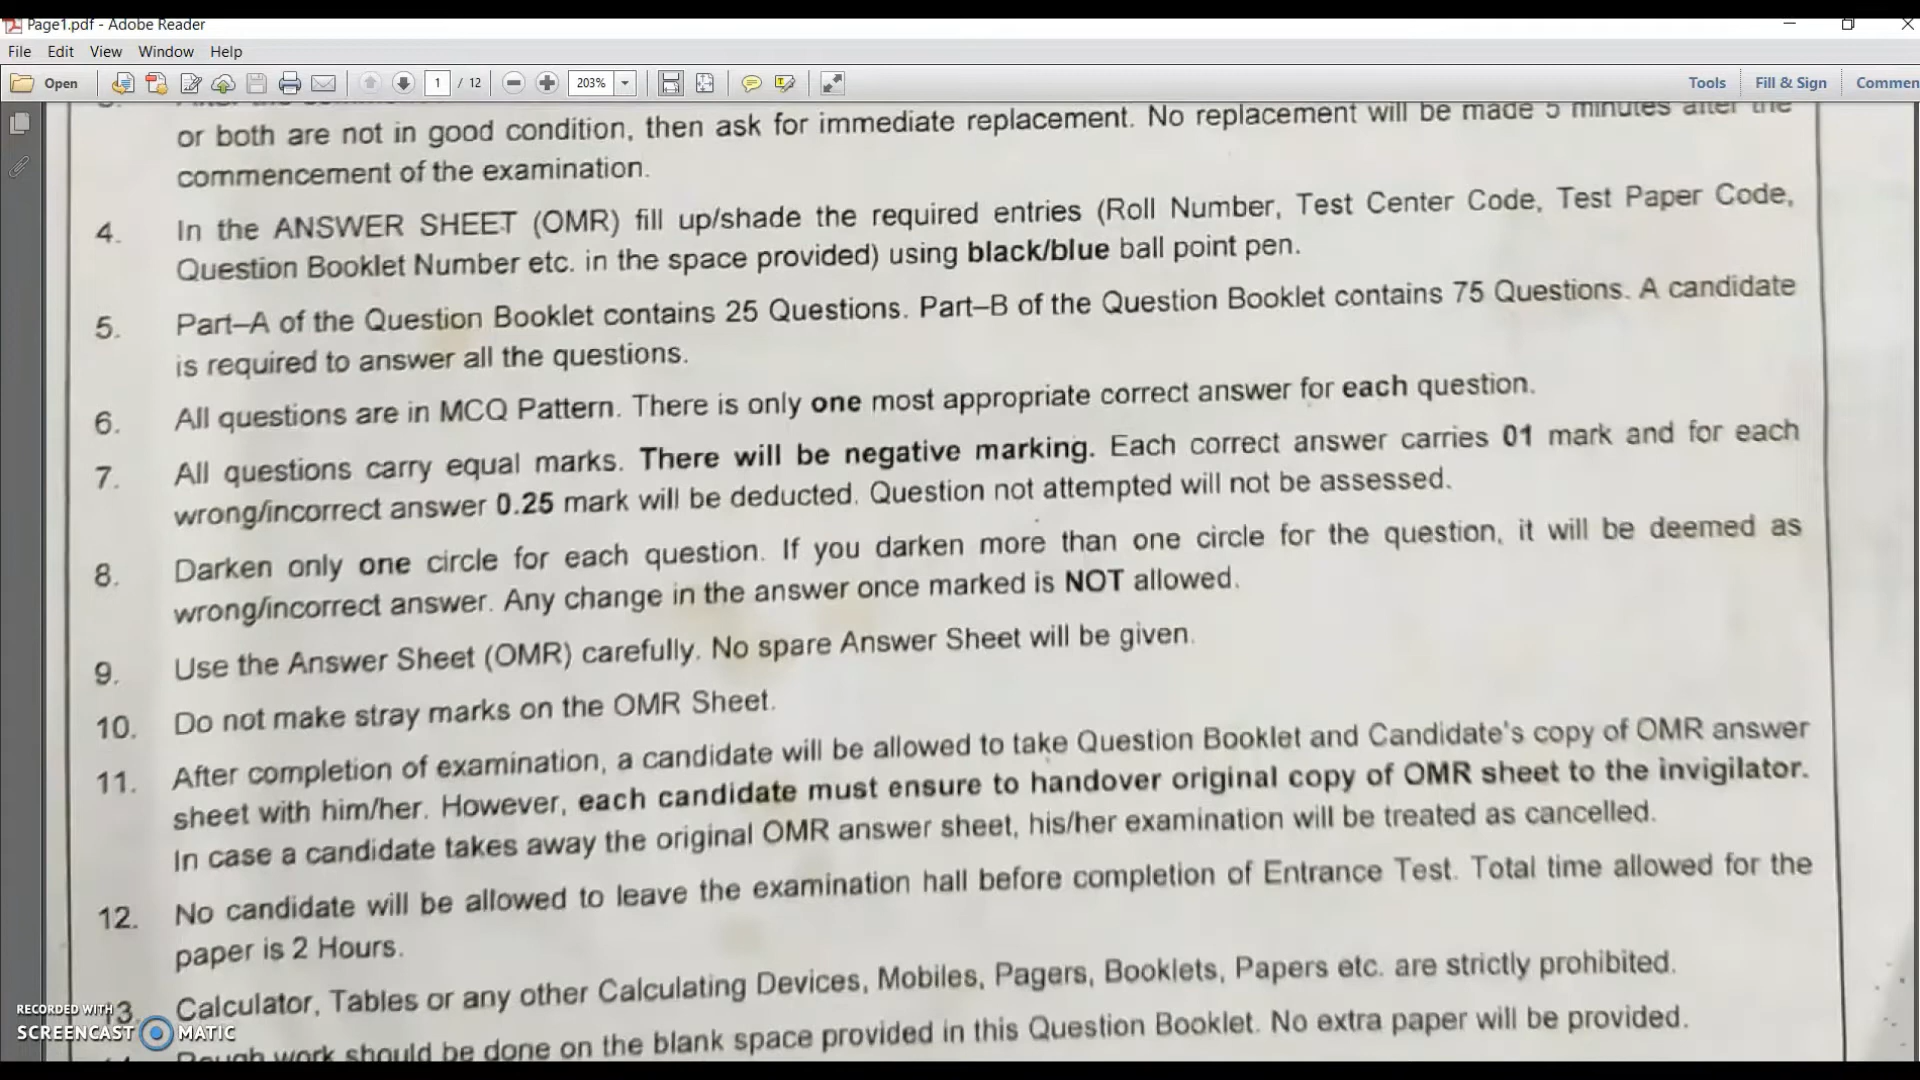 Page1.pdf - Adobe Reader
File Edit View Window Help
Open 1 / 12 203% Tools Fill & Sign Commen
or both are not in good condition, then ask for immediate replacement. No replacement will be made 5 minutes after the
commencement of the examination.
4. In the ANSWER SHEET (OMR) fill up/shade the required entries (Roll Number, Test Center Code, Test Paper Code,
Question Booklet Number etc. in the space provided) using black/blue ball point pen.
5. Part–A of the Question Booklet contains 25 Questions. Part–B of the Question Booklet contains 75 Questions. A candidate
is required to answer all the questions.
6. All questions are in MCQ Pattern. There is only one most appropriate correct answer for each question.
7. All questions carry equal marks. There will be negative marking. Each correct answer carries 01 mark and for each
wrong/incorrect answer 0.25 mark will be deducted. Question not attempted will not be assessed.
8. Darken only one circle for each question. If you darken more than one circle for the question, it will be deemed as
wrong/incorrect answer. Any change in the answer once marked is NOT allowed.
9. Use the Answer Sheet (OMR) carefully. No spare Answer Sheet will be given.
10. Do not make stray marks on the OMR Sheet.
11. After completion of examination, a candidate will be allowed to take Question Booklet and Candidate's copy of OMR answer
sheet with him/her. However, each candidate must ensure to handover original copy of OMR sheet to the invigilator.
In case a candidate takes away the original OMR answer sheet, his/her examination will be treated as cancelled.
12. No candidate will be allowed to leave the examination hall before completion of Entrance Test. Total time allowed for the
paper is 2 Hours.
13. Calculator, Tables or any other Calculating Devices, Mobiles, Pagers, Booklets, Papers etc. are strictly prohibited.
Rough work should be done on the blank space provided in this Question Booklet. No extra paper will be provided.
RECORDED WITH
SCREENCAST MATIC